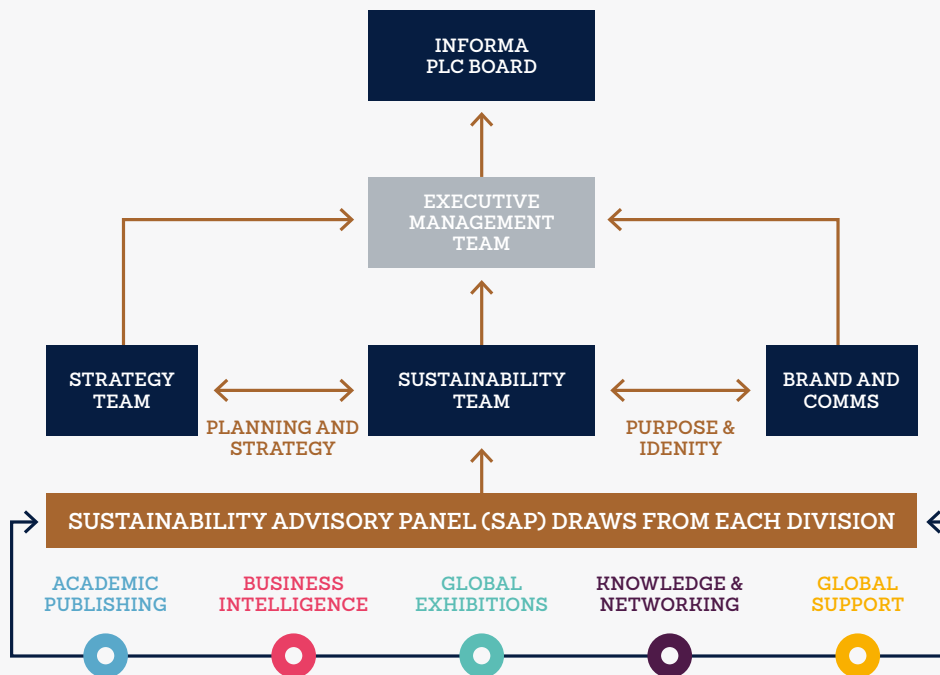 INFORMA
PLC BOARD
EXECUTIVE
MANAGEMENT
TEAM
STRATEGY
TEAM
SUSTAINABILITY
TEAM
BRAND AND
COMMS
PLANNING AND
STRATEGY
PURPOSE &
IDENITY
SUSTAINABILITY ADVISORY PANEL (SAP) DRAWS FROM EACH DIVISION
ACADEMIC
PUBLISHING
BUSINESS
INTELLIGENCE
GLOBAL
EXHIBITIONS
KNOWLEDGE &
NETWORKING
GLOBAL
SUPPORT